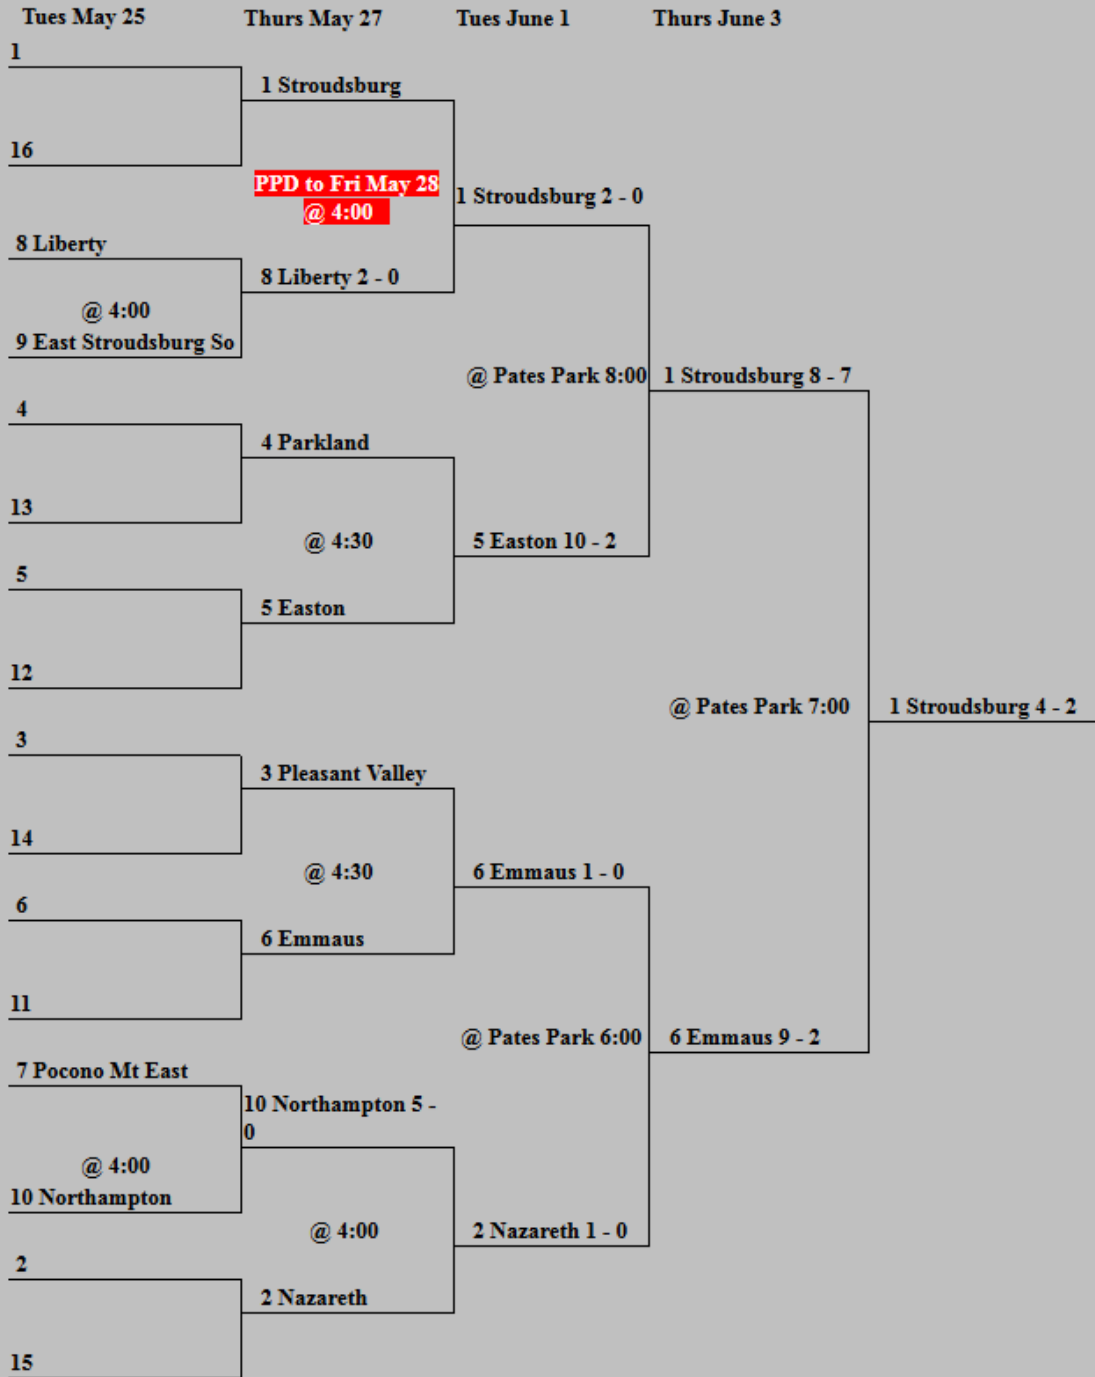 Tues May 25
Thurs May 27
Tues June 1
Thurs June 3
1
1 Stroudsburg
16
PPD to Fri May 28
@ 4:00
1 Stroudsburg 2 - 0
8 Liberty
8 Liberty 2 - 0
@ 4:00
9 East Stroudsburg So
@ Pates Park 8:00
1 Stroudsburg 8 - 7
4
4 Parkland
13
@ 4:30
5 Easton 10 - 2
5
5 Easton
12
@ Pates Park 7:00
1 Stroudsburg 4 - 2
3
3 Pleasant Valley
14
@ 4:30
6 Emmaus 1 - 0
6
6 Emmaus
11
@ Pates Park 6:00
6 Emmaus 9 - 2
7 Pocono Mt East
10 Northampton 5 -
0
@ 4:00
10 Northampton
@ 4:00
2 Nazareth 1 - 0
2
2 Nazareth
15